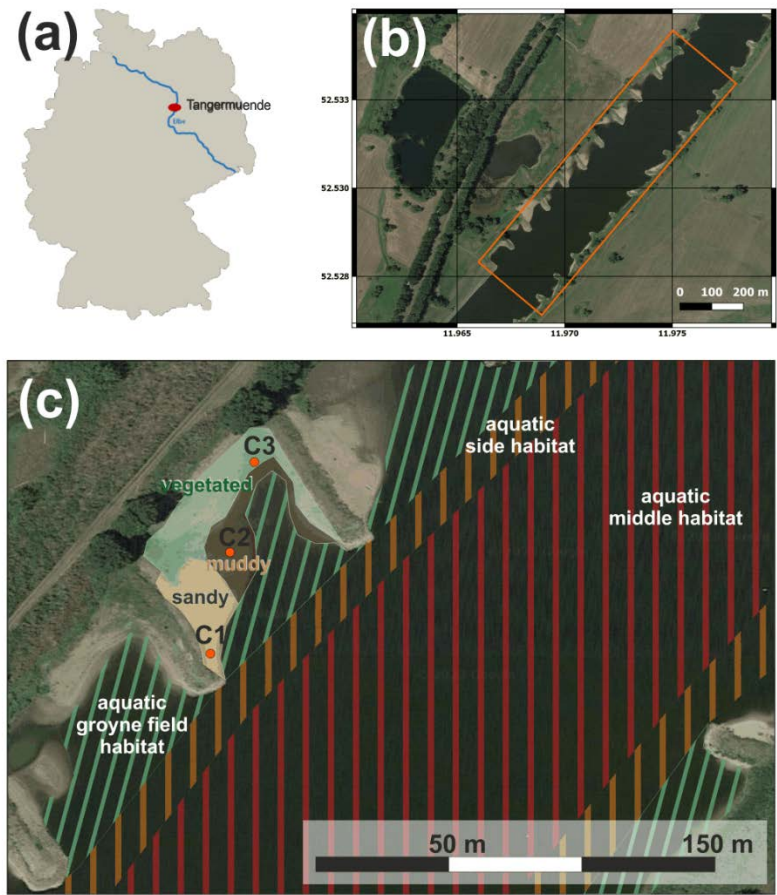 (a)
Tangermuende
Elbe
(b)
52.533
52.530
52.528
0 100 200 m
11.965 11.970 11.975
(c)
C3
vegetated
C2
muddy
sandy
C1
aquatic
groyne field
habitat
aquatic
side habitat
aquatic
middle habitat
50 m 150 m